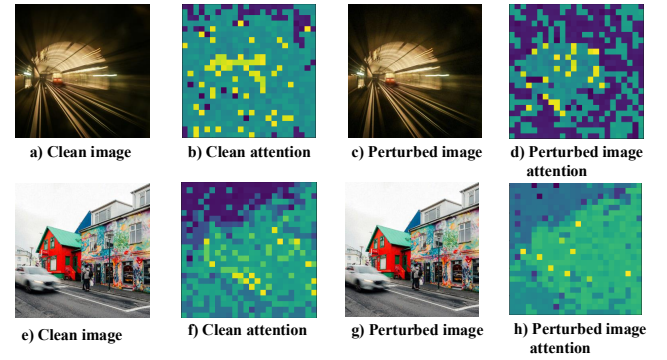 a) Clean image
b) Clean attention
c) Perturbed image
d) Perturbed image
attention
e) Clean image
f) Clean attention
g) Perturbed image
h) Perturbed image
attention